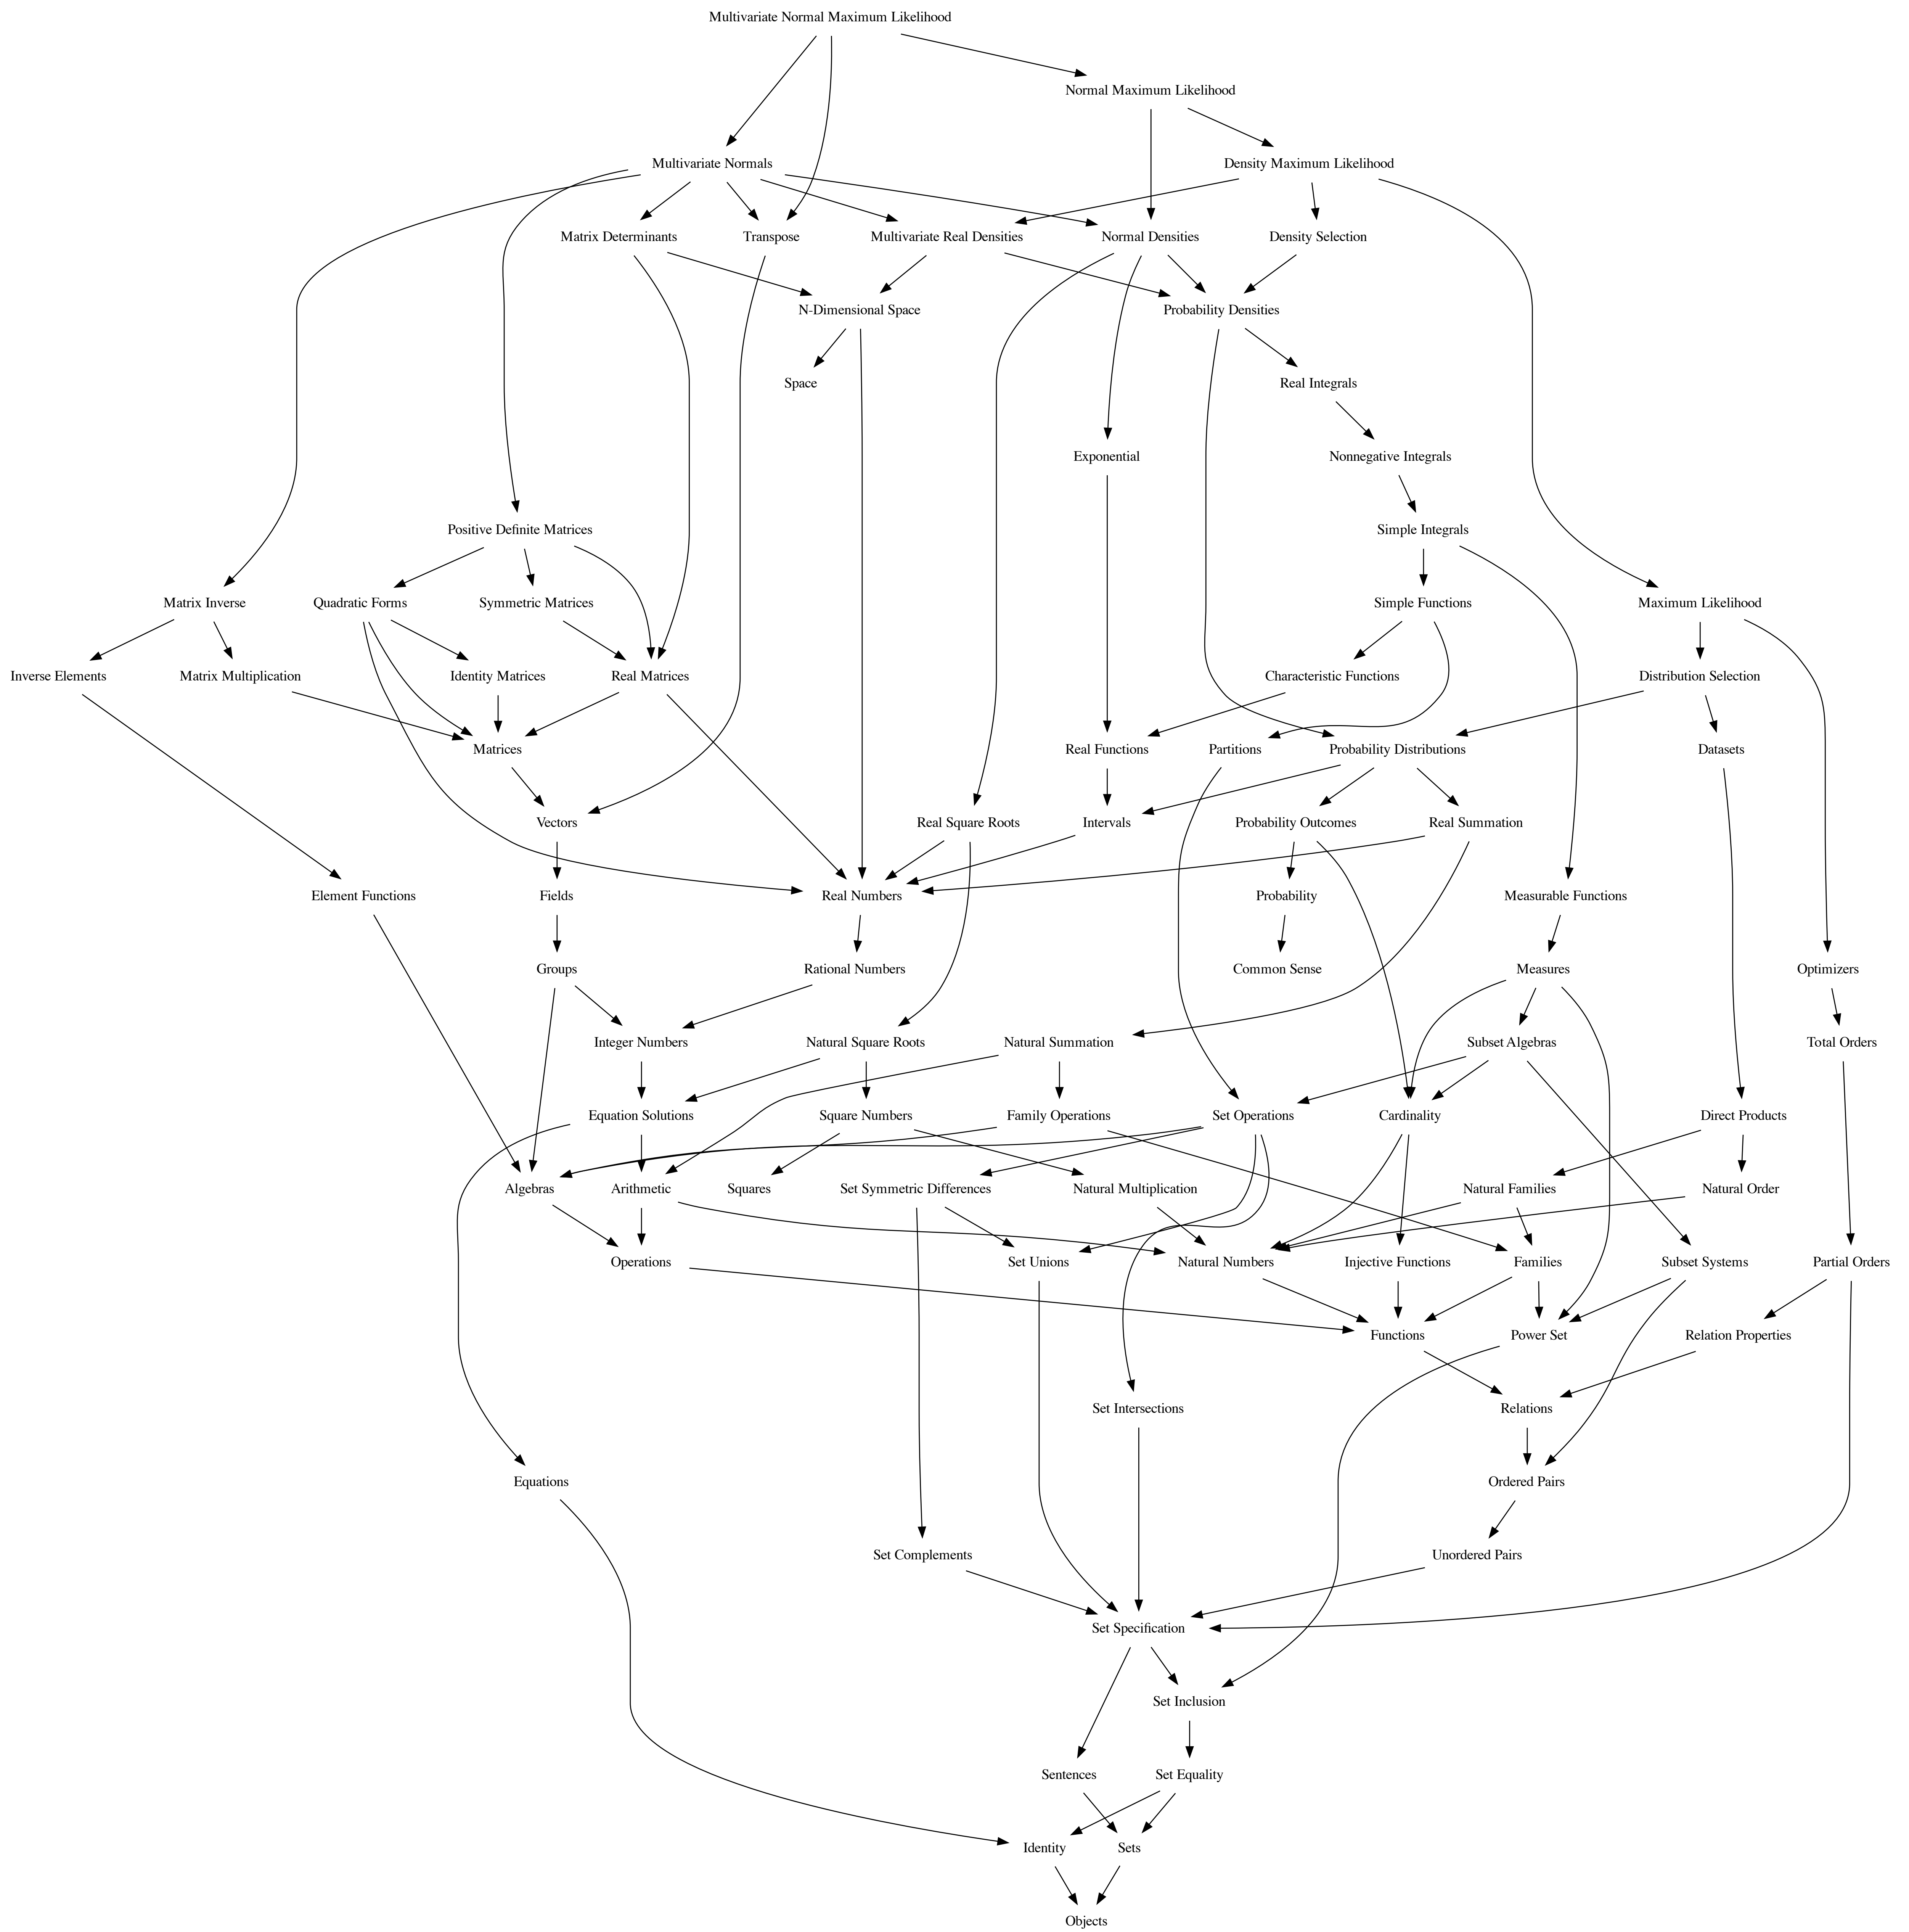 Multivariate Normal Maximum Likelihood
Normal Maximum Likelihood
Multivariate Normals
Density Maximum Likelihood
Matrix Determinants
Transpose
Multivariate Real Densities
Normal Densities
Density Selection
N-Dimensional Space
Probability Densities
Space
Real Integrals
Exponential
Nonnegative Integrals
Positive Definite Matrices
Simple Integrals
Matrix Inverse
Quadratic Forms
Symmetric Matrices
Simple Functions
Maximum Likelihood
Inverse Elements
Matrix Multiplication
Identity Matrices
Real Matrices
Characteristic Functions
Distribution Selection
Matrices
Real Functions
Partitions
Probability Distributions
Datasets
Vectors
Real Square Roots
Intervals
Probability Outcomes
Real Summation
Element Functions
Fields
Real Numbers
Probability
Measurable Functions
Groups
Rational Numbers
Common Sense
Measures
Optimizers
Integer Numbers
Natural Square Roots
Natural Summation
Subset Algebras
Total Orders
Equation Solutions
Square Numbers
Family Operations
Set Operations
Cardinality
Direct Products
Algebras
Arithmetic
Squares
Set Symmetric Differences
Natural Multiplication
Natural Families
Natural Order
Operations
Set Unions
Natural Numbers
Injective Functions
Families
Subset Systems
Partial Orders
Functions
Power Set
Relation Properties
Set Intersections
Relations
Equations
Ordered Pairs
Set Complements
Unordered Pairs
Set Specification
Set Inclusion
Sentences
Set Equality
Identity
Sets
Objects